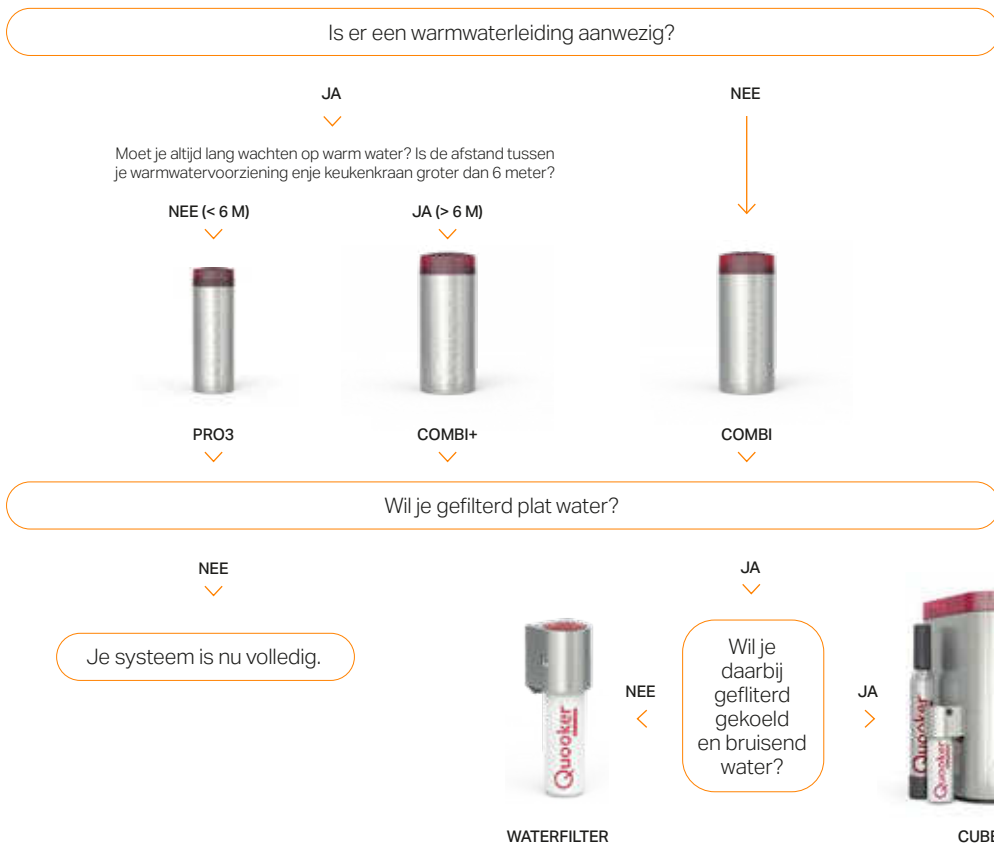 Is er een warmwaterleiding aanwezig?
JA
NEE
Moet je altijd lang wachten op warm water? Is de afstand tussen
je warmwatervoorziening enje keukenkraan groter dan 6 meter?
NEE (< 6 M)
JA (> 6 M)
PRO3
COMBI+
COMBI
Wil je gefilterd plat water?
NEE
JA
Je systeem is nu volledig.
Wil je
daarbij
gefliterd
gekoeld
en bruisend
water?
NEE
JA
Quooker
Quooker
Quooker
WATERFILTER
CUBE